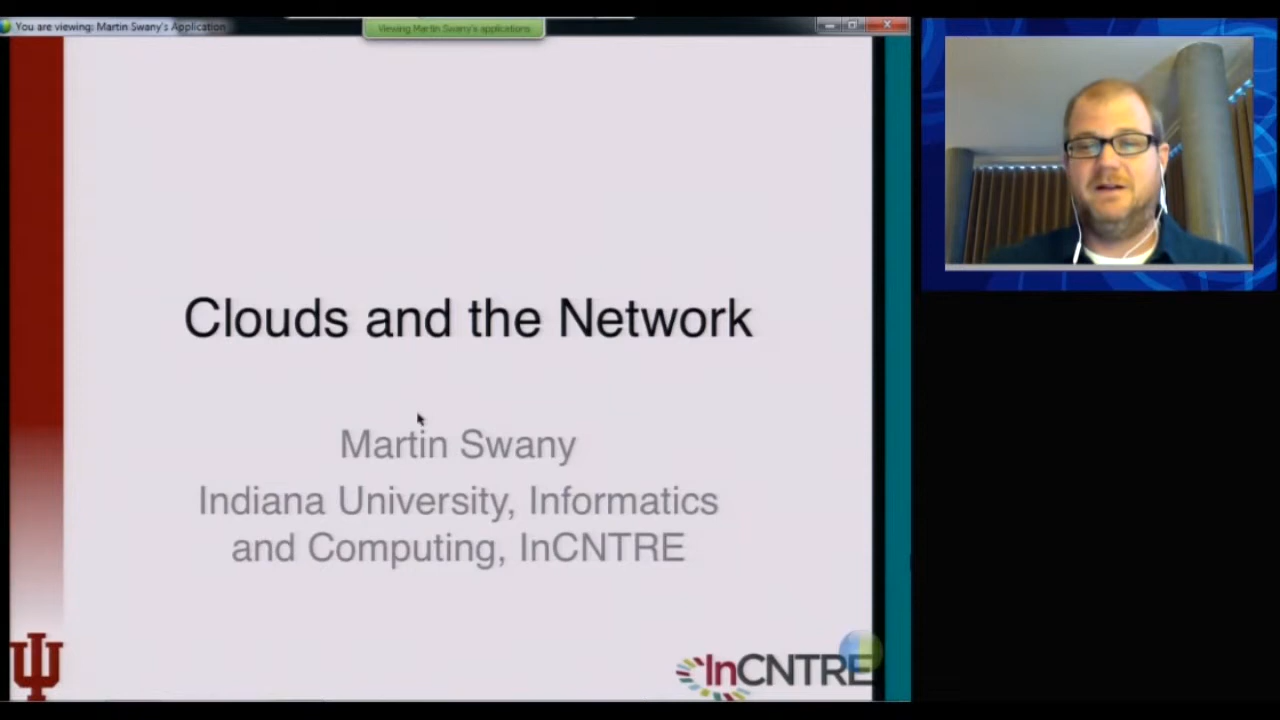 You are viewing: Martin Swany's Application
Viewing Martin Swany's applications
Clouds and the Network
Martin Swany
Indiana University, Informatics
and Computing, InCNTRE
InCNTRE